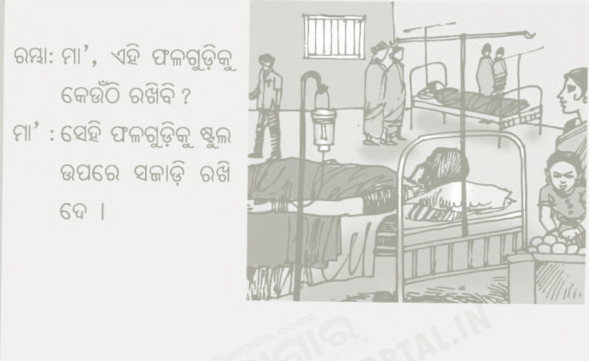 ରମ୍ଭା: ମା', ଏହି ଫଳଗୁଡ଼ିକୁ
କେଉଁଠି ରଖିବି ?
ମା' : ସେହି ଫଳଗୁଡ଼ିକୁ ଷ୍ଟୁଲ
ଉପରେ ସଜାଡ଼ି ରଖି
ଦେ ।